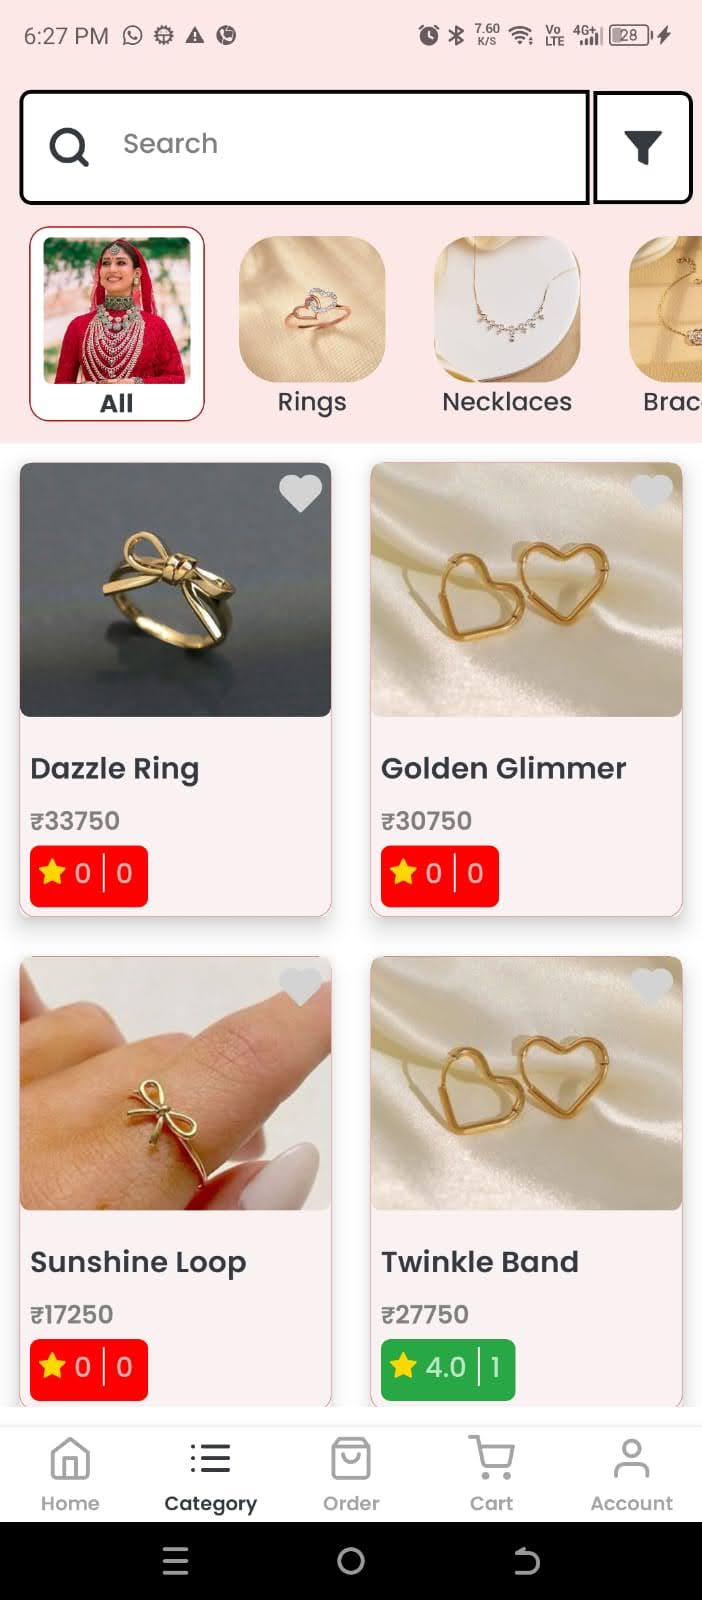 6:27 PM
7.60
K/S
Vo
LTE
4G+
28
Search
All
Rings
Necklaces
Brac
Dazzle Ring
Golden Glimmer
₹33750
₹30750
0 | 0
0 | 0
Sunshine Loop
Twinkle Band
₹17250
₹27750
0 | 0
4.0 | 1
Home
Category
Order
Cart
Account